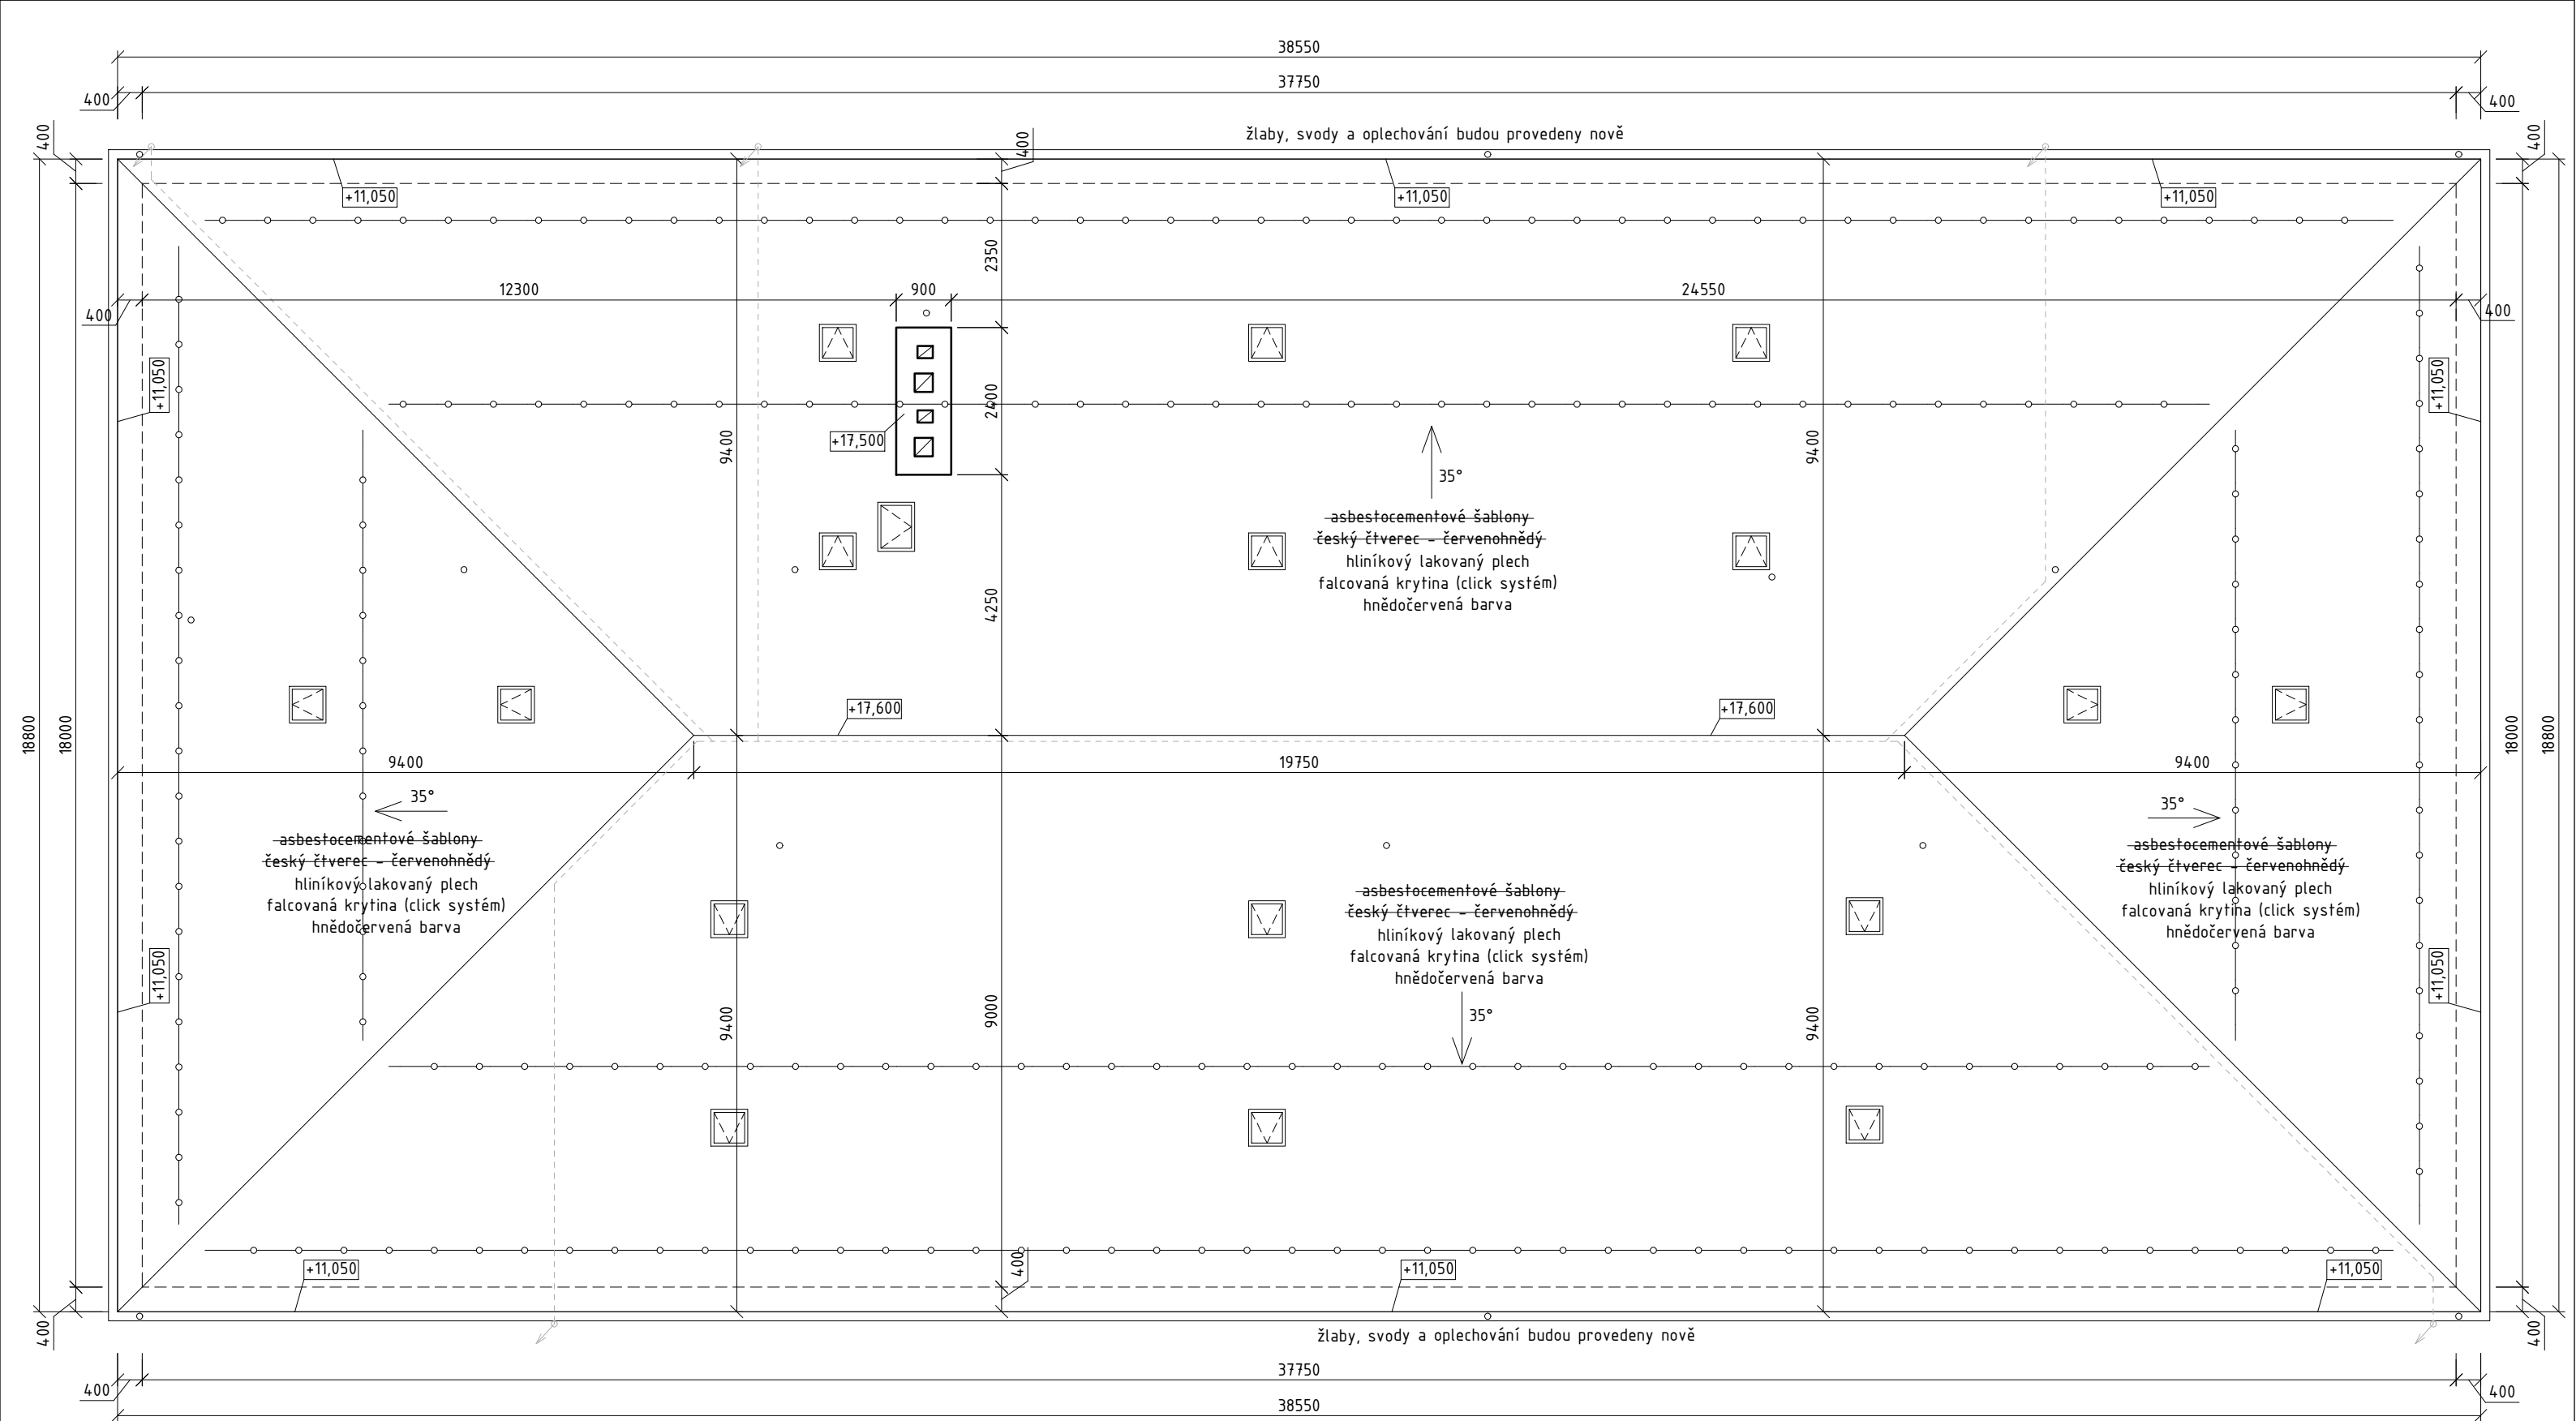 38550
37750
400
400
400
400
400
žlaby, svody a oplechování budou provedeny nově
+11,050
+11,050
+11,050
2350
12300
900
24550
400
400
+11,050
+11,050
2400
+17,500
9400
9400
35°
asbestocementové šablony
český čtverec - červenohnědý
hliníkový lakovaný plech
falcovaná krytina (click systém)
hnědočervená barva
4250
+17,600
+17,600
18800
18000
18000
18800
9400
19750
9400
35°
asbestocementové šablony
český čtverec - červenohnědý
hliníkový lakovaný plech
falcovaná krytina (click systém)
hnědočervená barva
35°
asbestocementové šablony
český čtverec - červenohnědý
hliníkový lakovaný plech
falcovaná krytina (click systém)
hnědočervená barva
asbestocementové šablony
český čtverec - červenohnědý
hliníkový lakovaný plech
falcovaná krytina (click systém)
hnědočervená barva
35°
+11,050
+11,050
9400
9000
9400
400
+11,050
+11,050
+11,050
400
400
žlaby, svody a oplechování budou provedeny nově
37750
400
400
38550